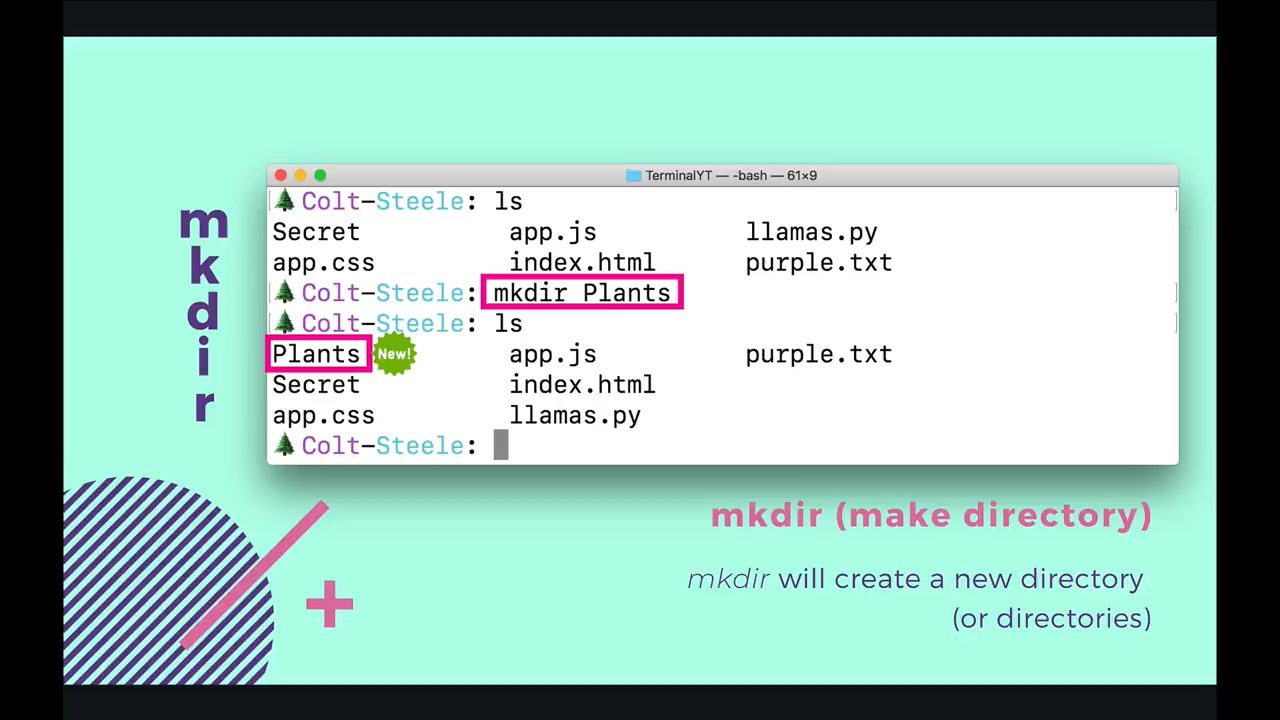 mkdir
TerminalYT — -bash — 61×9
Colt-Steele: ls
Secret app.js llamas.py
app.css index.html purple.txt
Colt-Steele: mkdir Plants
Colt-Steele: ls
Plants New! app.js purple.txt
Secret index.html
app.css llamas.py
Colt-Steele:
mkdir (make directory)
mkdir will create a new directory
(or directories)